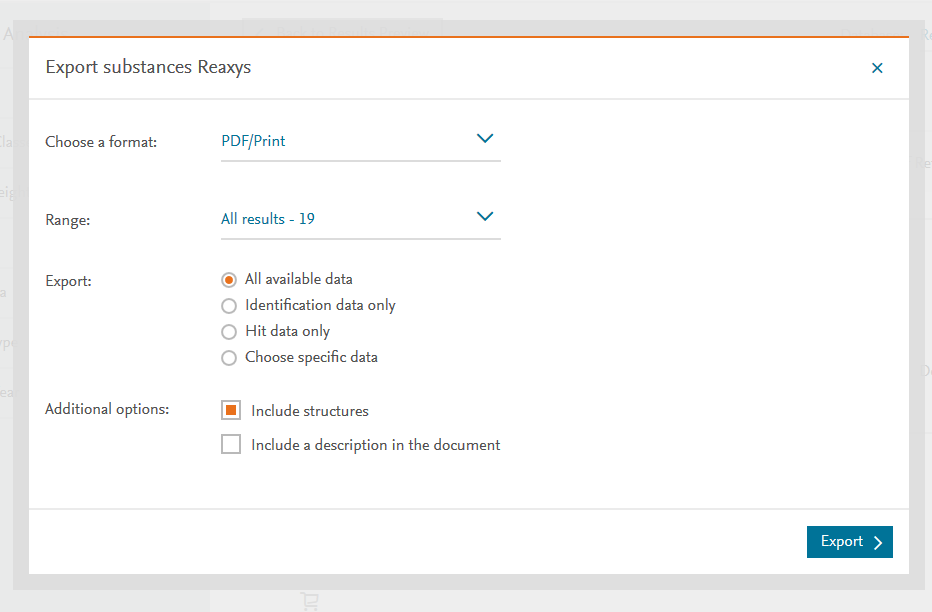 Export substances Reaxys
Choose a format: PDF/Print
Range: All results - 19
Export: All available data
Identification data only
Hit data only
Choose specific data
Additional options: Include structures
Include a description in the document
Export